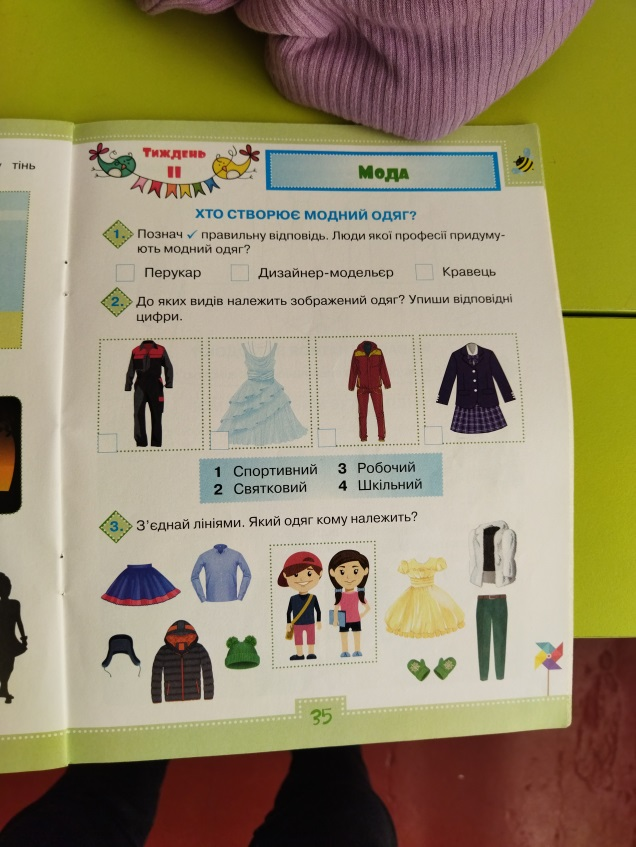 тінь
Тиждень
11
Мода
ХТО СТВОРЮЄ МОДНИЙ ОДЯГ?
1. Познач ✓ правильну відповідь. Люди якої професії придуму-
ють модний одяг?
Перукар Дизайнер-модельєр Кравець
2. До яких видів належить зображений одяг? Упиши відповідні
цифри.
1 Спортивний 3 Робочий
2 Святковий 4 Шкільний
3. З'єднай лініями. Який одяг кому належить?
35